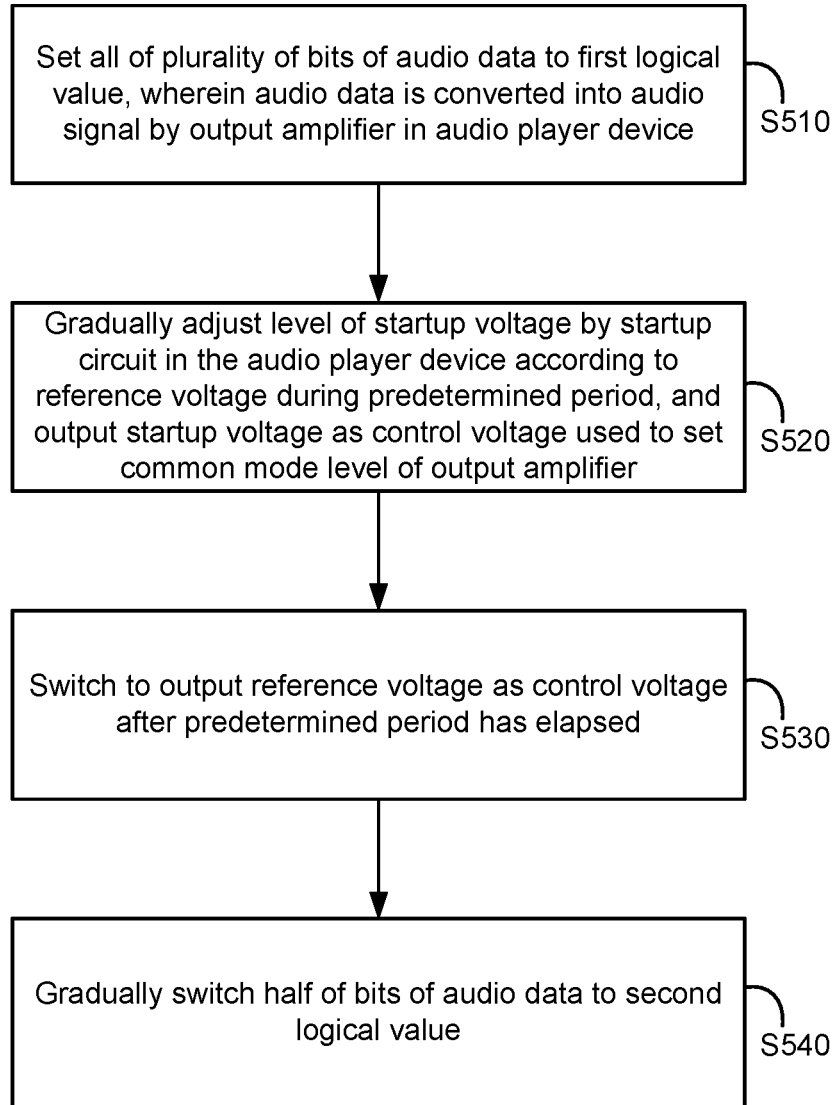 Set all of plurality of bits of audio data to first logical
value, wherein audio data is converted into audio
signal by output amplifier in audio player device
S510
Gradually adjust level of startup voltage by startup
circuit in the audio player device according to
reference voltage during predetermined period, and
output startup voltage as control voltage used to set
common mode level of output amplifier
S520
Switch to output reference voltage as control voltage
after predetermined period has elapsed
S530
Gradually switch half of bits of audio data to second
logical value
S540